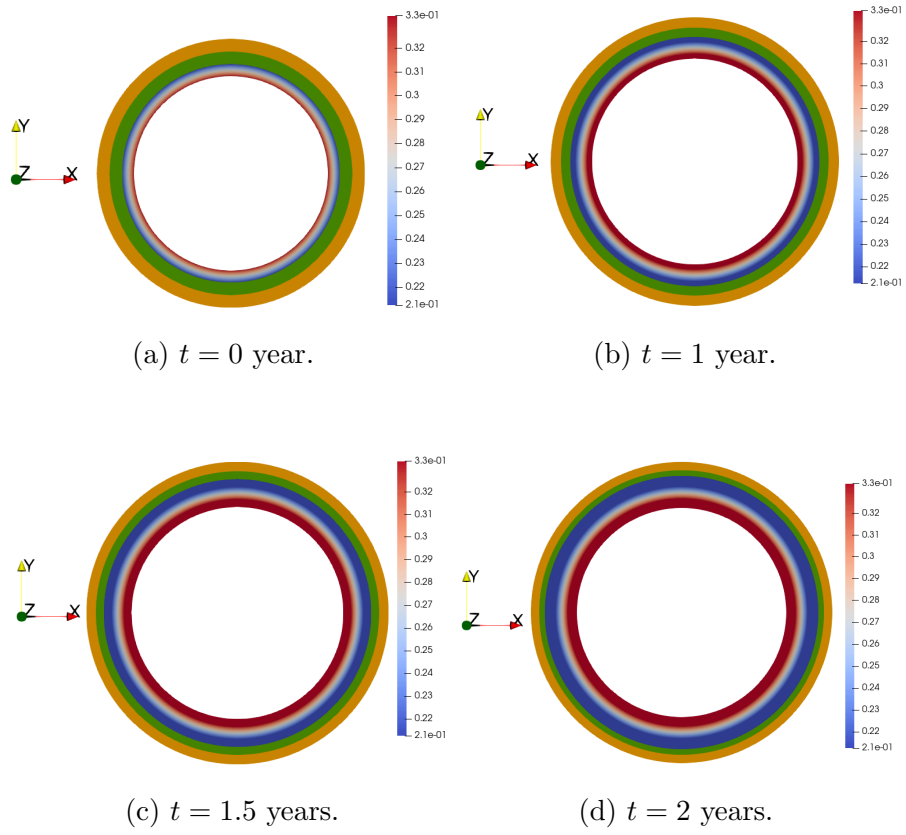 3.3e-01
0.32
0.31
0.3
0.29
0.28
0.27
0.26
0.25
0.24
0.23
0.22
2.1e-01
Y
Z
X
(a) t = 0 year.
3.3e-01
0.32
0.31
0.3
0.29
0.28
0.27
0.26
0.25
0.24
0.23
0.22
2.1e-01
Y
Z
X
(b) t = 1 year.
3.3e-01
0.32
0.31
0.3
0.29
0.28
0.27
0.26
0.25
0.24
0.23
0.22
2.1e-01
Y
Z
X
(c) t = 1.5 years.
3.3e-01
0.32
0.31
0.3
0.29
0.28
0.27
0.26
0.25
0.24
0.23
0.22
2.1e-01
Y
Z
X
(d) t = 2 years.